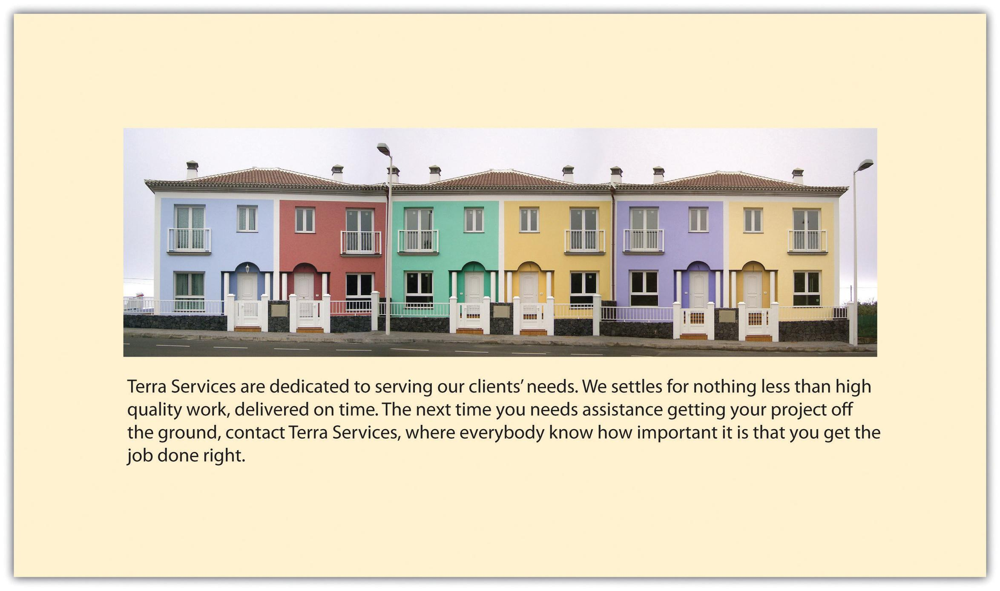 Terra Services are dedicated to serving our clients’ needs. We settles for nothing less than high
quality work, delivered on time. The next time you needs assistance getting your project off
the ground, contact Terra Services, where everybody know how important it is that you get the
job done right.